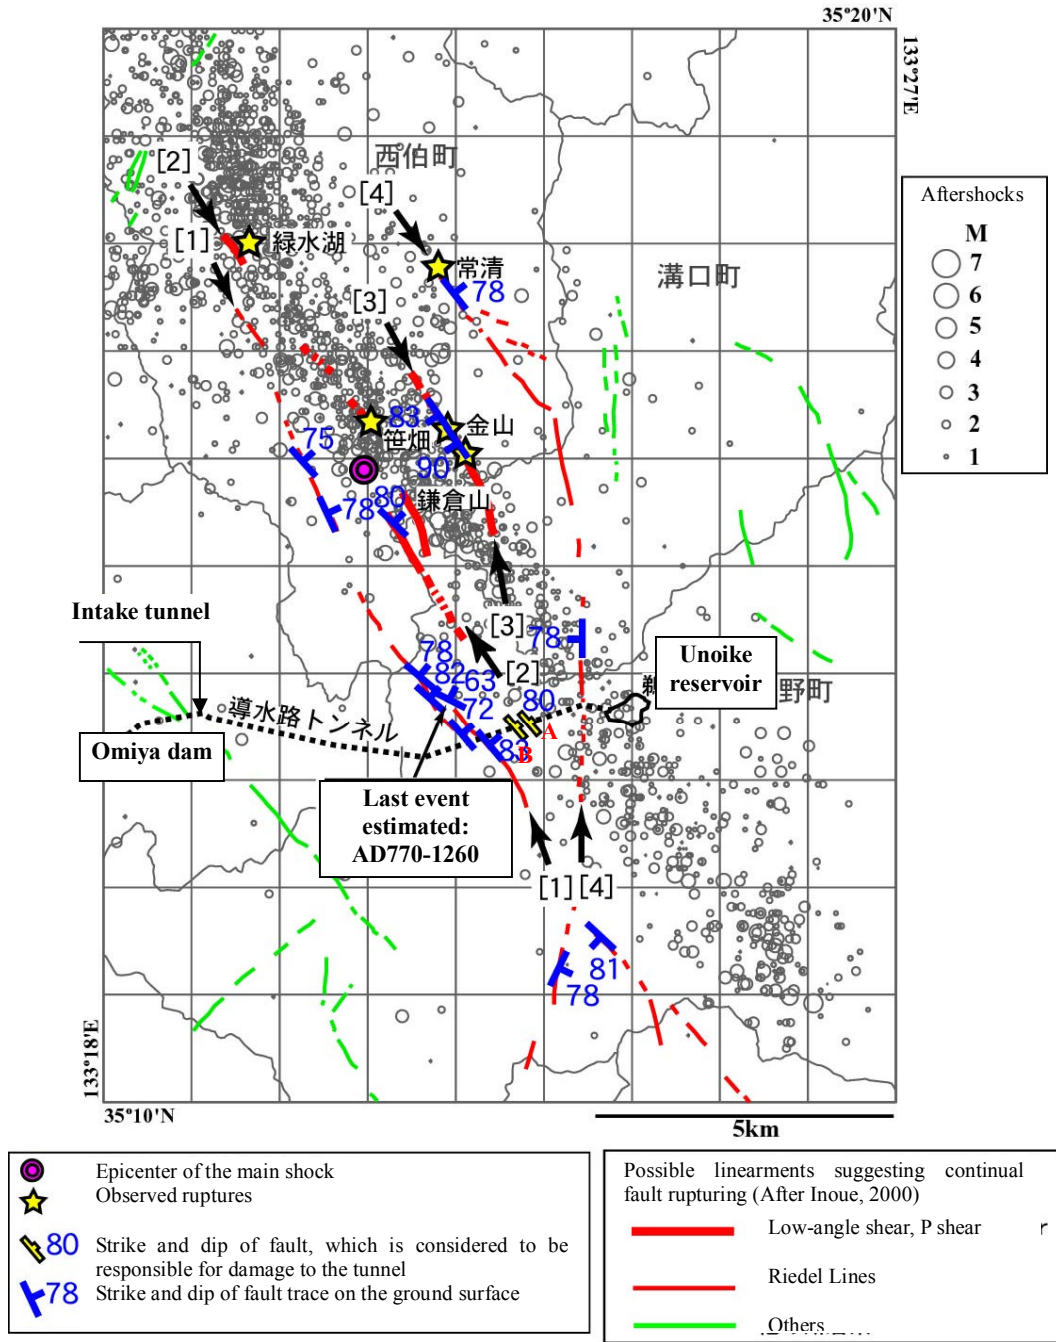 35°20'N
133°27'E
西伯町
[2]
[4]
[1]
緑水湖
常清
78
溝口町
[3]
83
金山
笹畑
75
90
80
鎌倉山
78
Intake tunnel
[3]
78
78
[2]
82
63
80
72
A
Unoike
reservoir
野町
導水路トンネル
83
B
Omiya dam
Last event
estimated:
AD770-1260
[1]
[4]
81
78
133°18'E
35°10'N
5km
Aftershocks
M
7
6
5
4
3
2
1
Epicenter of the main shock
Observed ruptures
80 Strike and dip of fault, which is considered to be
responsible for damage to the tunnel
78 Strike and dip of fault trace on the ground surface
Possible linearments suggesting continual
fault rupturing (After Inoue, 2000)
Low-angle shear, P shear
Riedel Lines
Others